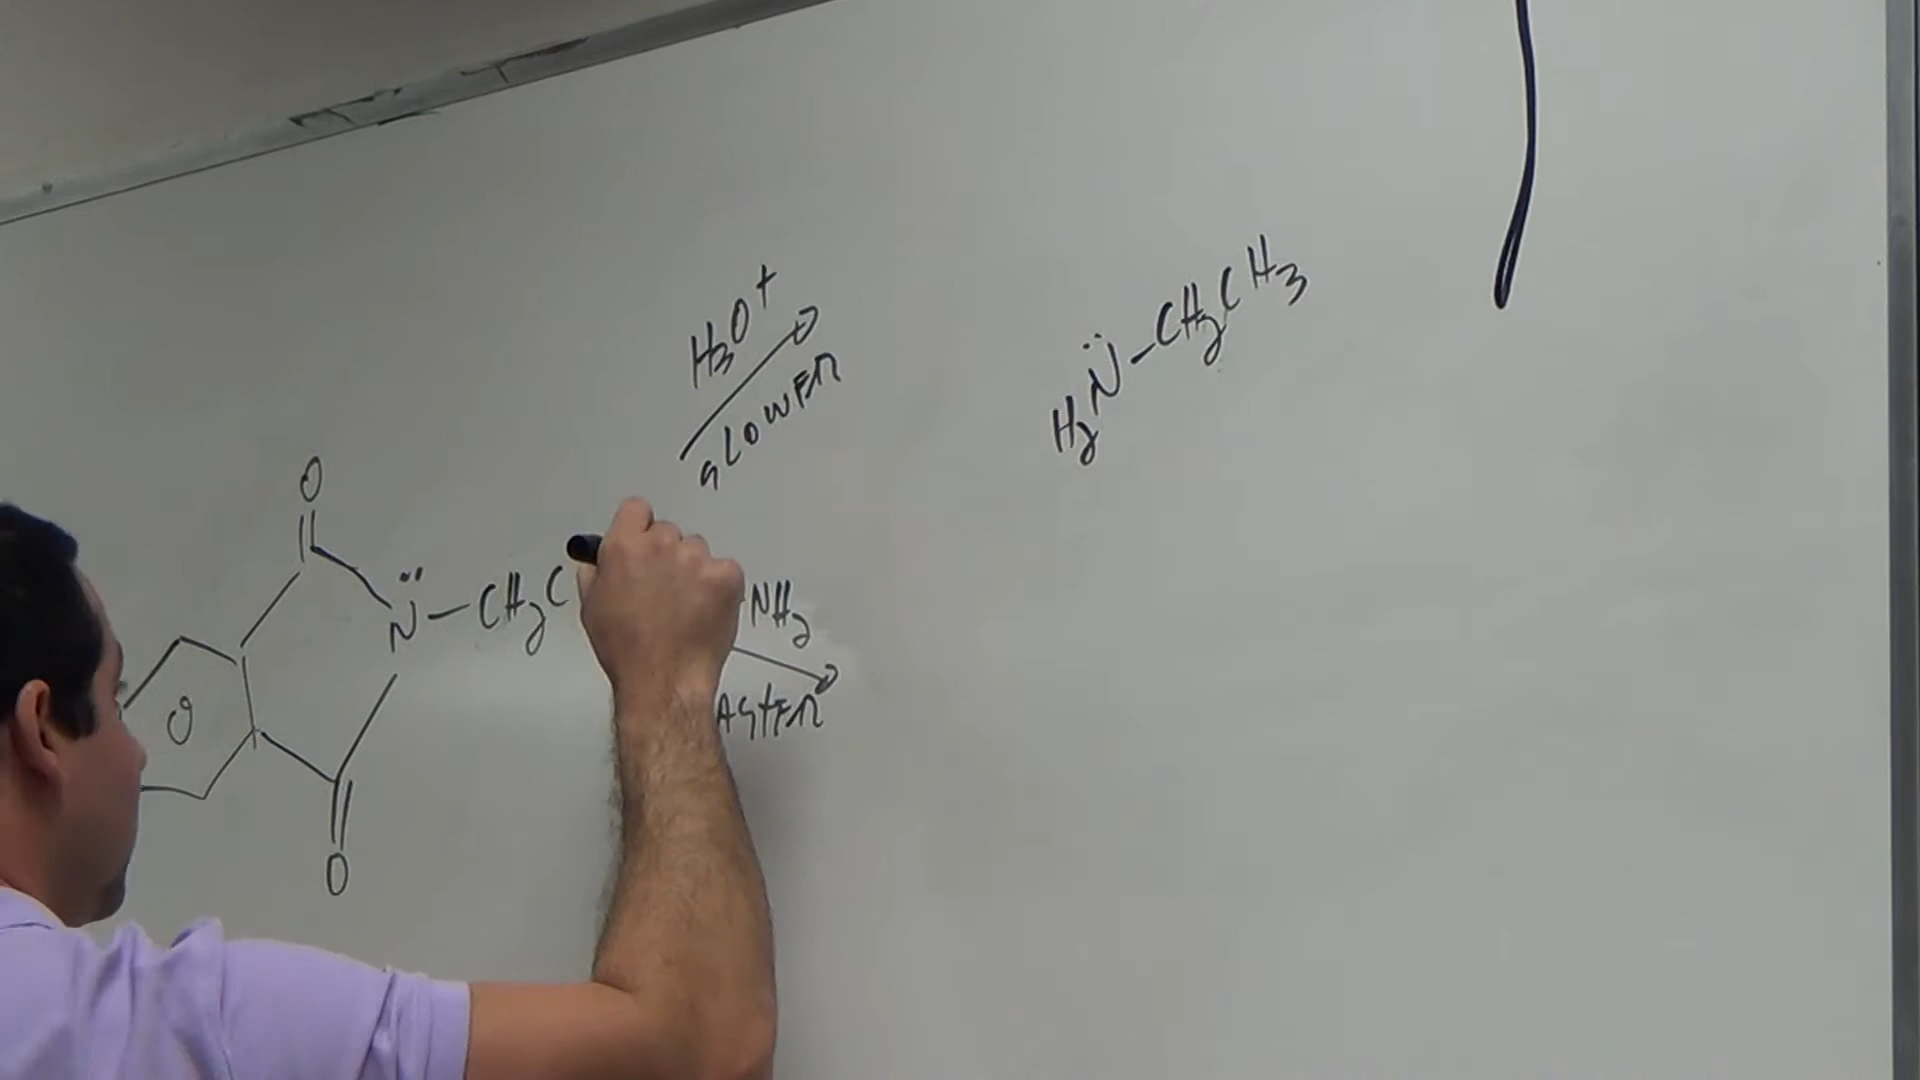 H3O+
SLOWER
H2N̈-CH2CH3
O
N̈-CH2C
NH2
ASTER
O
O